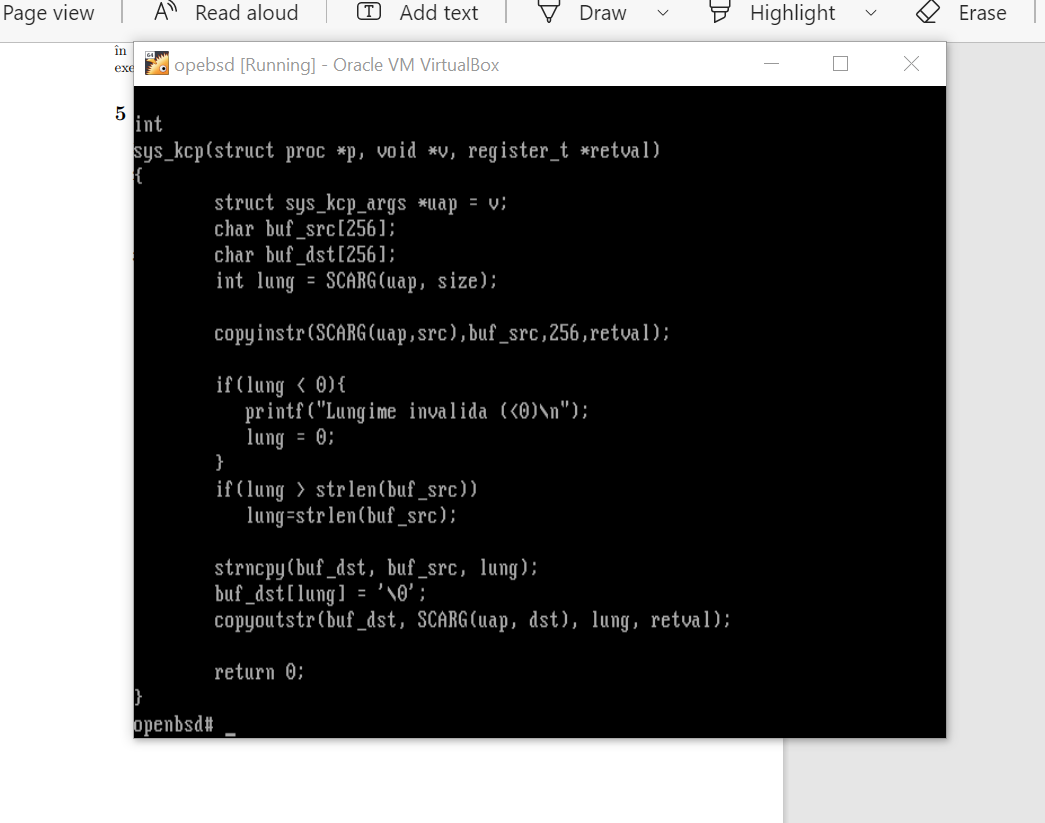 Page view
Read aloud
Add text
Draw
Highlight
Erase
în
exe
5
opebsd [Running] - Oracle VM VirtualBox
int
sys_kcp(struct proc *p, void *v, register_t *retval)
{
struct sys_kcp_args *uap = v;
char buf_src[256];
char buf_dst[256];
int lung = SCARG(uap, size);
copyinstr(SCARG(uap,src),buf_src,256,retval);
if(lung < 0){
printf("Lungime invalida (<0)\n");
lung = 0;
}
if(lung > strlen(buf_src))
lung=strlen(buf_src);
strncpy(buf_dst, buf_src, lung);
buf_dst[lung] = '\0';
copyoutstr(buf_dst, SCARG(uap, dst), lung, retval);
return 0;
}
openbsd# _